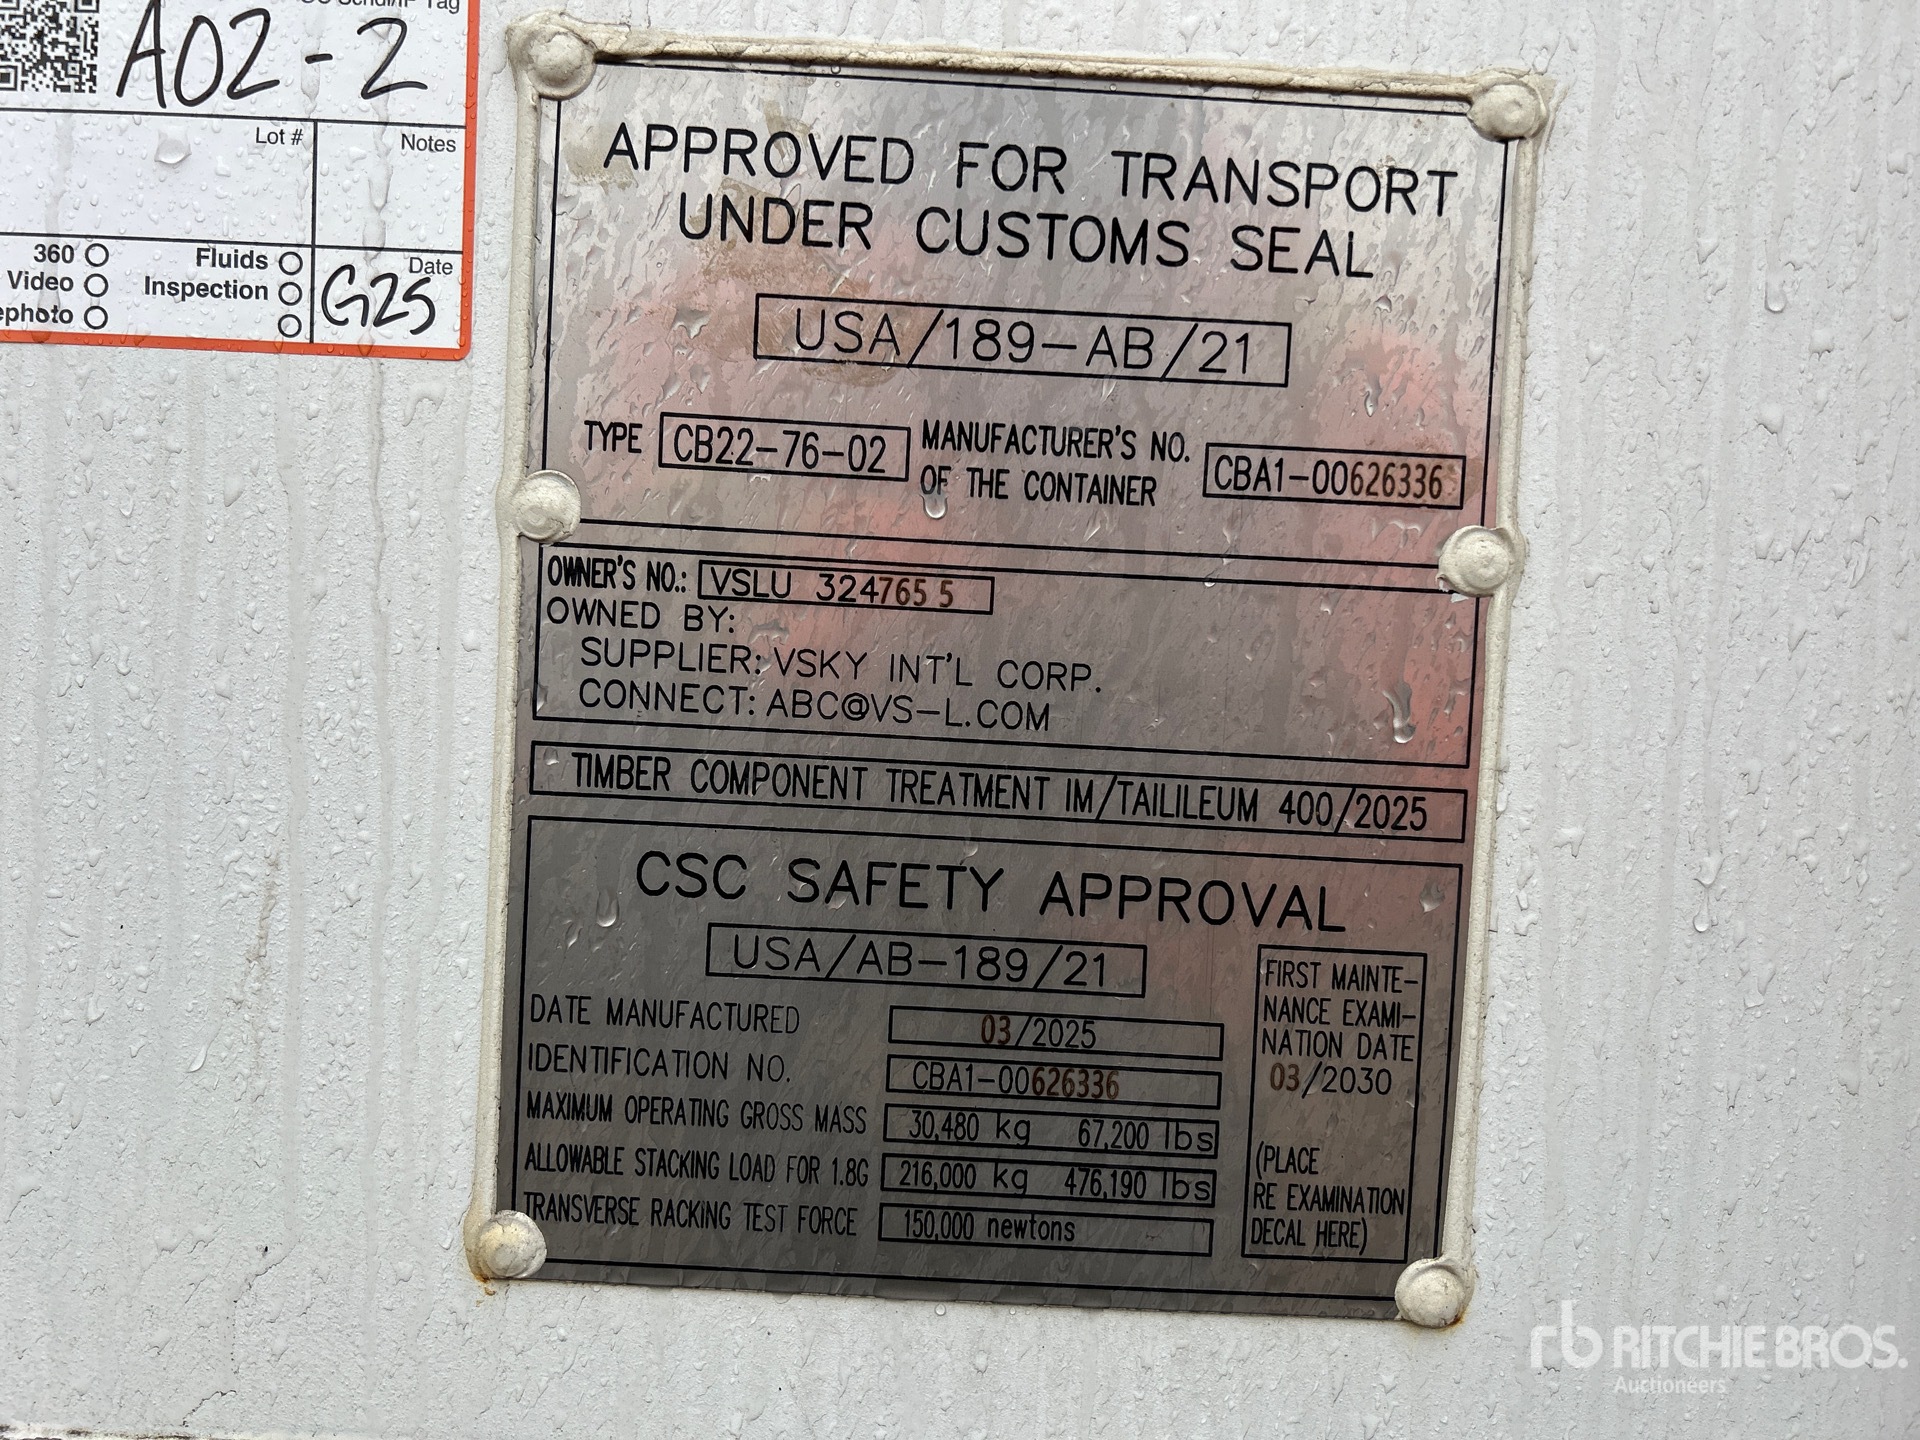 A02-2
Lot #
Notes
360
Fluids
Date
Video
Inspection
G25
APPROVED FOR TRANSPORT
UNDER CUSTOMS SEAL
USA/189-AB/21
TYPE CB22-76-02 MANUFACTURER'S NO. OF THE CONTAINER CBA1-00626336
OWNER'S NO.: VSLU 324765 5
OWNED BY:
SUPPLIER: VSKY INT'L CORP.
CONNECT: ABC@VS-L.COM
TIMBER COMPONENT TREATMENT IM/TAILILEUM 400/2025
CSC SAFETY APPROVAL
USA/AB-189/21
DATE MANUFACTURED 03/2025
IDENTIFICATION NO. CBA1-00626336
MAXIMUM OPERATING GROSS MASS 30,480 kg 67,200 lbs
ALLOWABLE STACKING LOAD FOR 1.8G 216,000 kg 476,190 lbs
TRANSVERSE RACKING TEST FORCE 150,000 newtons
FIRST MAINTE-
NANCE EXAMI-
NATION DATE
03/2030
(PLACE
RE EXAMINATION
DECAL HERE)
rb RITCHIE BROS.
Auctioneers